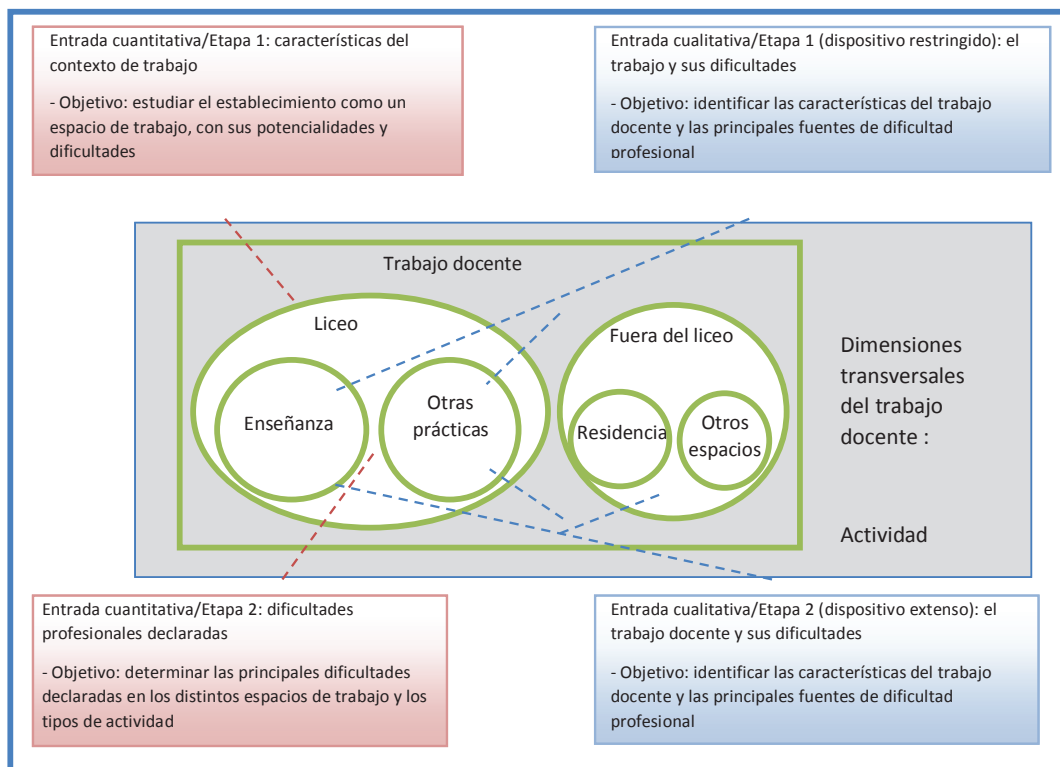 Entrada cuantitativa/Etapa 1: características del
contexto de trabajo
- Objetivo: estudiar el establecimiento como un
espacio de trabajo, con sus potencialidades y
dificultades
Entrada cualitativa/Etapa 1 (dispositivo restringido): el
trabajo y sus dificultades
- Objetivo: identificar las características del trabajo
docente y las principales fuentes de dificultad
profesional
Trabajo docente
Liceo
Enseñanza
Otras
prácticas
Fuera del liceo
Residencia
Otros
espacios
Dimensiones
transversales
del trabajo
docente :
Actividad
Entrada cuantitativa/Etapa 2: dificultades
profesionales declaradas
- Objetivo: determinar las principales dificultades
declaradas en los distintos espacios de trabajo y los
tipos de actividad
Entrada cualitativa/Etapa 2 (dispositivo extenso): el
trabajo docente y sus dificultades
- Objetivo: identificar las características del trabajo
docente y las principales fuentes de dificultad
profesional